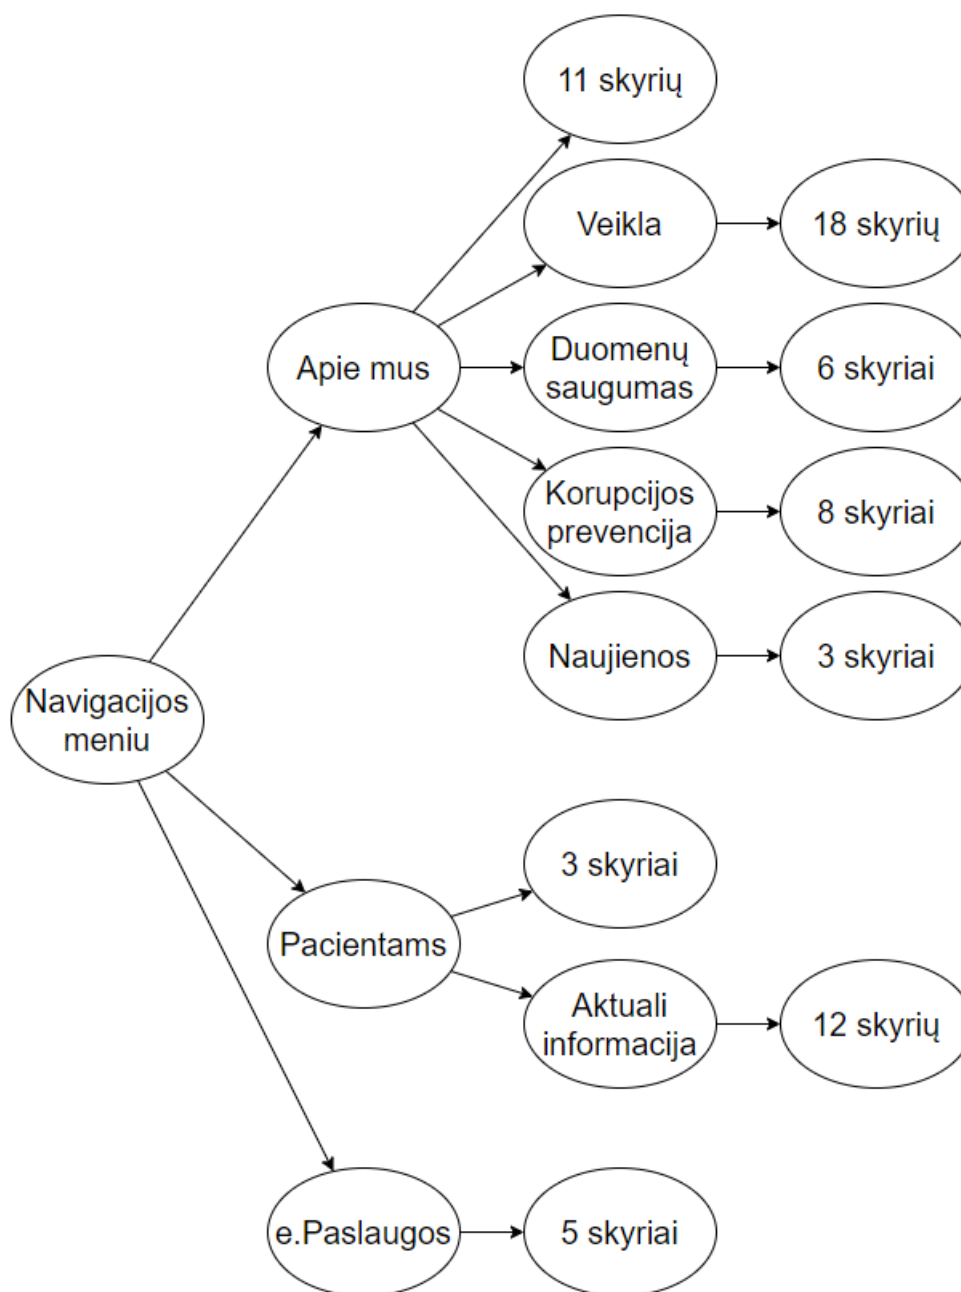 11 skyrių
Veikla
18 skyrių
Apie mus
Duomenų
saugumas
6 skyriai
Korupcijos
prevencija
8 skyriai
Naujienos
3 skyriai
Navigacijos
meniu
3 skyriai
Pacientams
Aktuali
informacija
12 skyrių
e.Paslaugos
5 skyriai